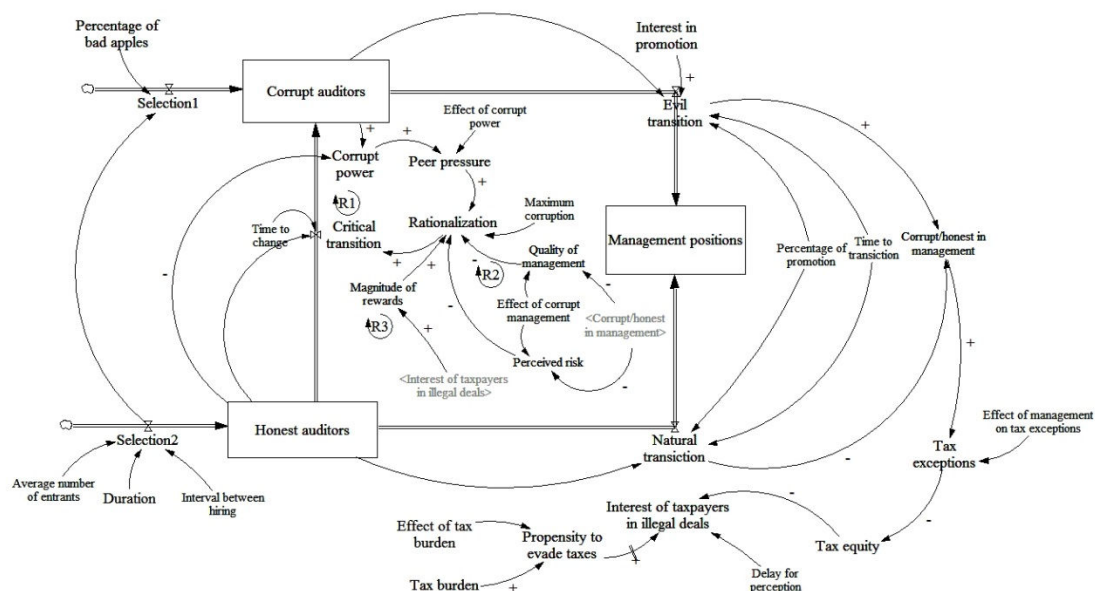 Percentage of
bad apples
Interest in
promotion
Corrupt auditors
Selection1
Evil
transition
+
+
Effect of corrupt
power
+
+
Corrupt
power
Peer pressure
+
R1
Maximum
corruption
Rationalization
Time to
change
Critical
transition
Management positions
Quality of
management
Percentage of
promotion
Time to
transiction
Corrupt/honest in
management
-
+
+
-
R2
-
Magnitude of
rewards
-
Effect of corrupt
management
<Corrupt/honest
in management>
R3
+
+
Perceived risk
-
<Interest of taxpayers
in illegal deals>
Honest auditors
Selection2
Natural
transiction
-
Effect of management
on tax exceptions
Tax
exceptions
Average number
of entrants
Duration
Interval between
hiring
-
-
Interest of taxpayers
in illegal deals
Effect of tax
burden
Propensity to
evade taxes
+
Tax equity
Tax burden
+
Delay for
perception